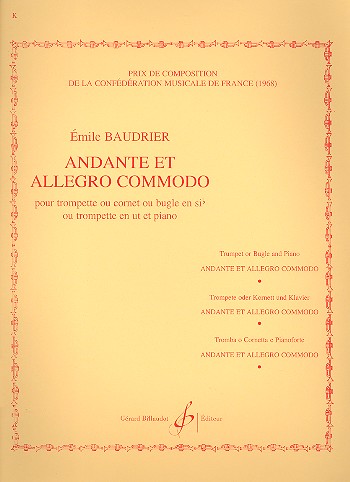 K
PRIX DE COMPOSITION
DE LA CONFÉDÉRATION MUSICALE DE FRANCE (1968)
Émile BAUDRIER
ANDANTE ET
ALLEGRO COMMODO
pour trompette ou cornet ou bugle en si♭
ou trompette en ut et piano
Trumpet or Bugle and Piano
ANDANTE ET ALLEGRO COMMODO
Trompete oder Kornett und Klavier
ANDANTE ET ALLEGRO COMMODO
Tromba o Cornetta e Pianoforte
ANDANTE ET ALLEGRO COMMODO
Gérard Billaudot Éditeur